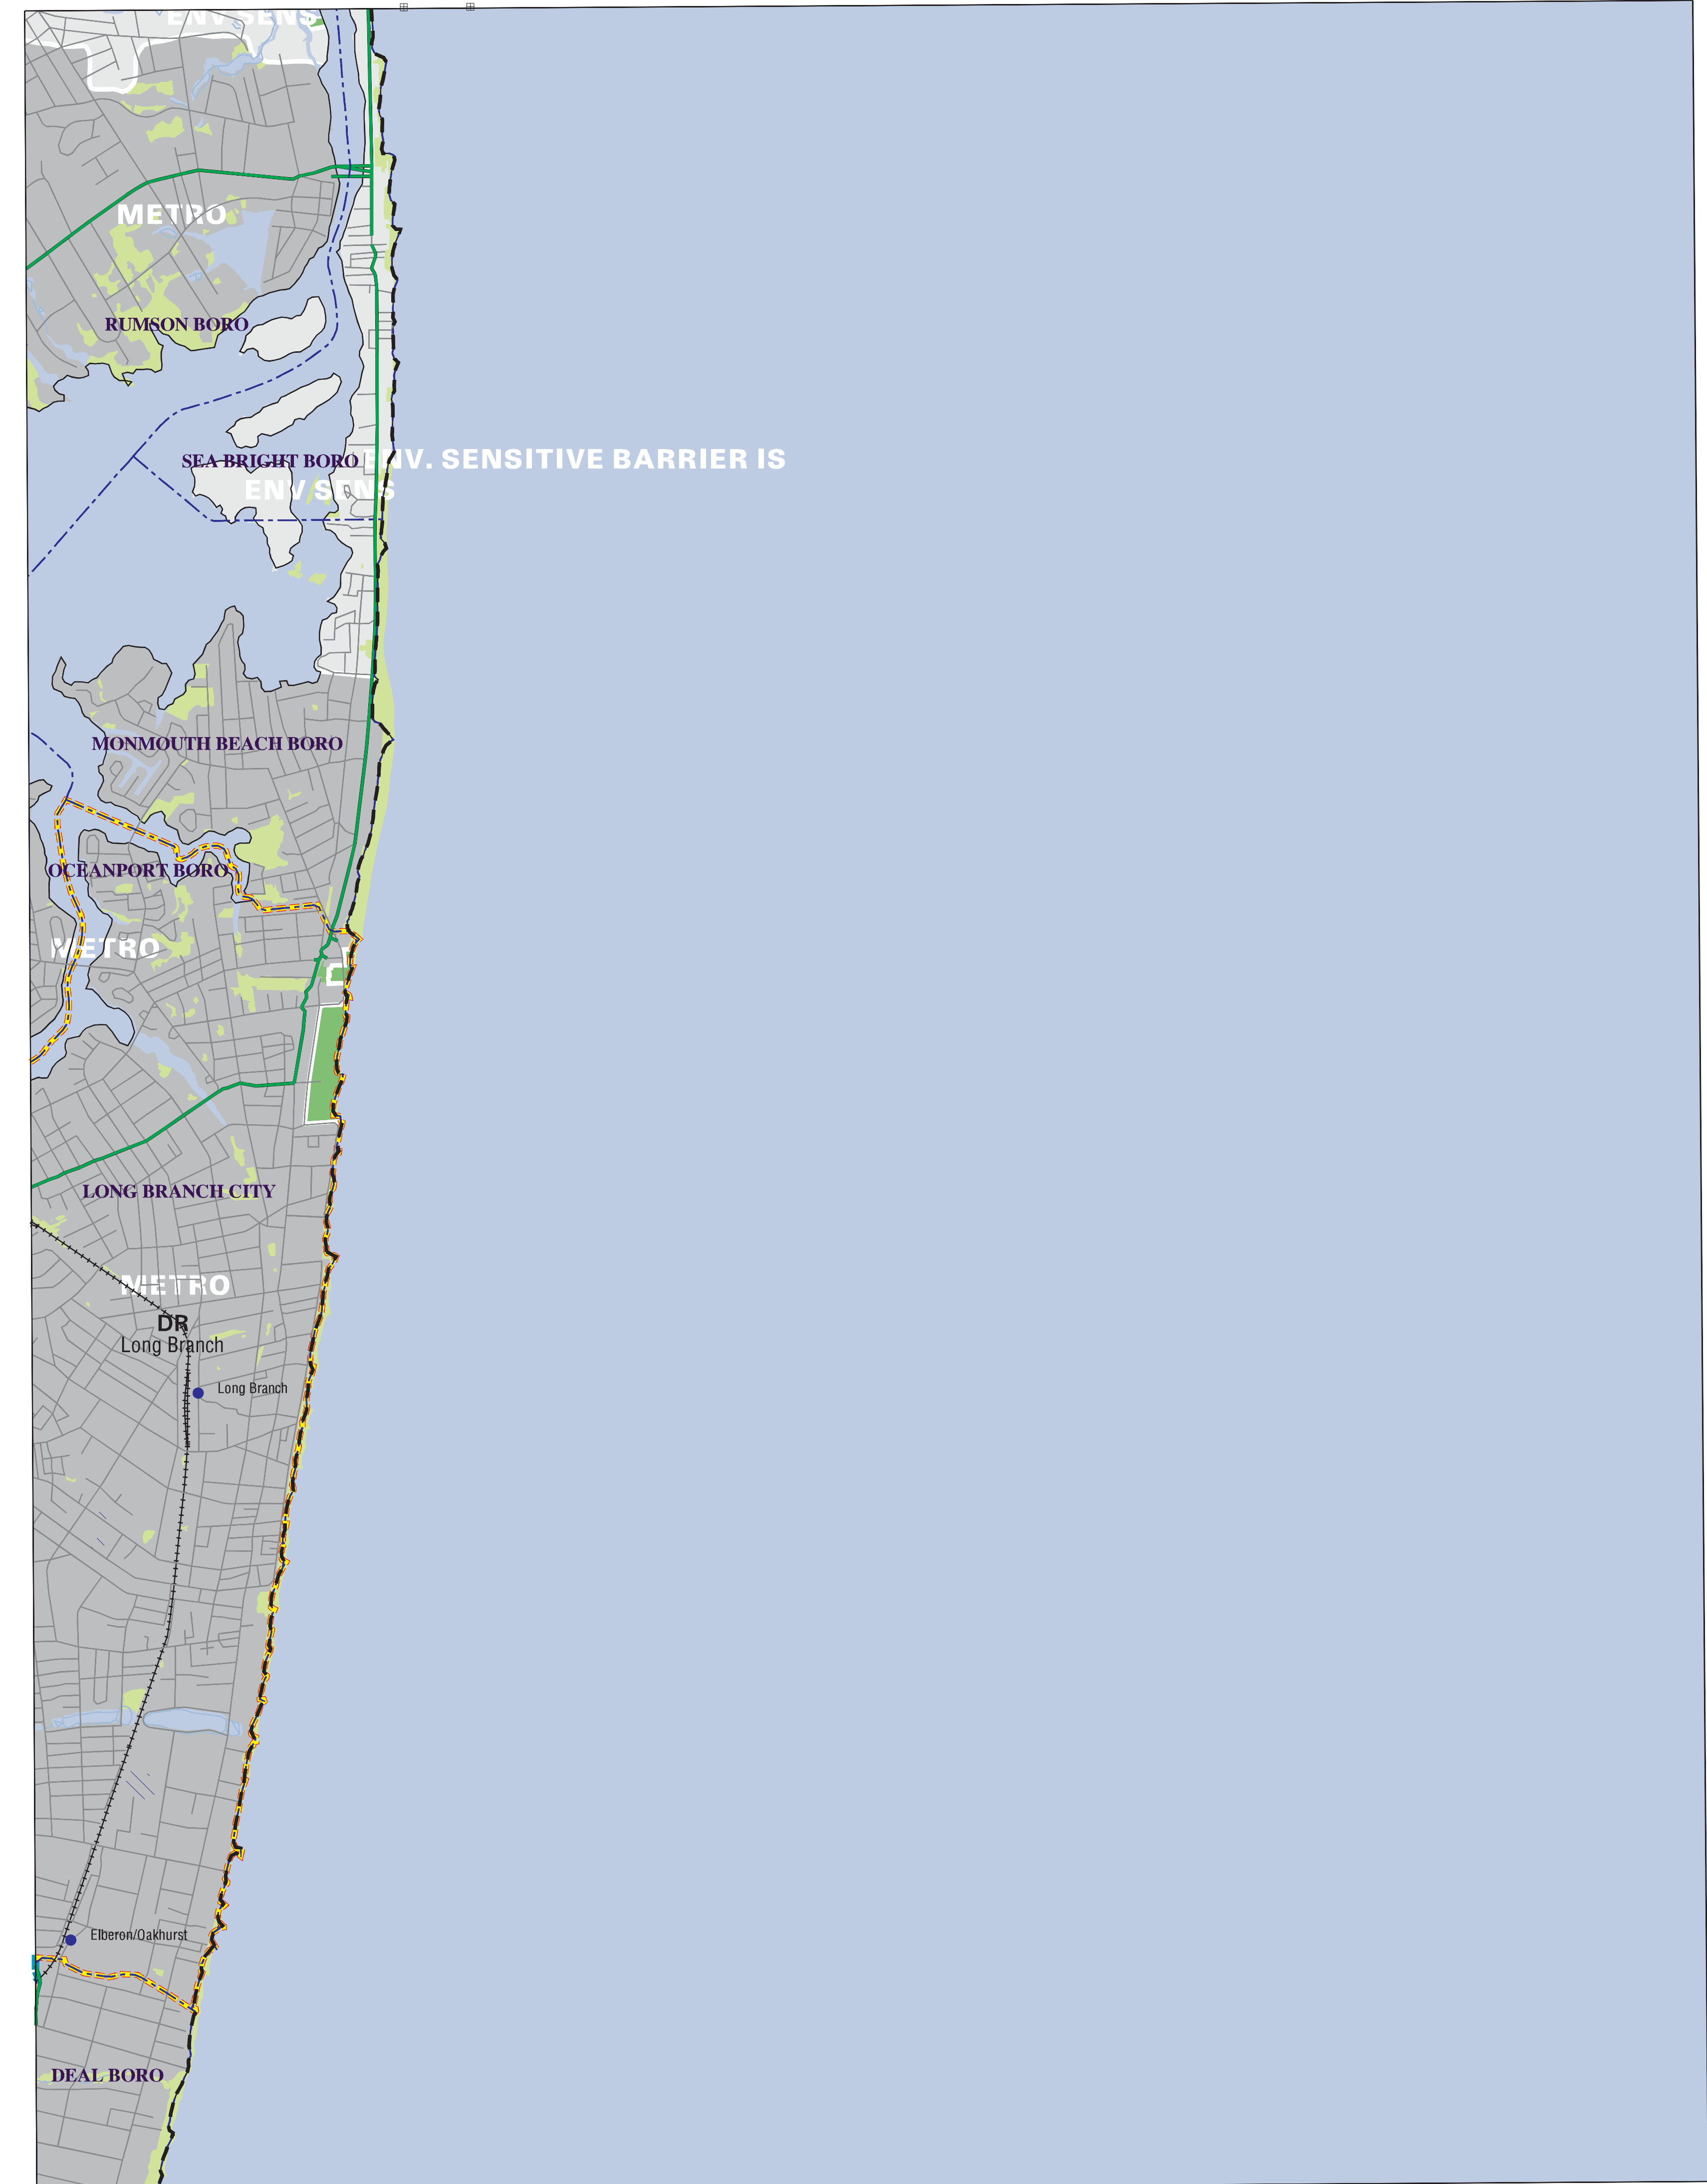 ENV SENS
METRO
RUMSON BORO
SEA BRIGHT BORO
ENV. SENSITIVE BARRIER IS
ENV SENS
MONMOUTH BEACH BORO
OCEANPORT BORO
METRO
LONG BRANCH CITY
METRO
DR
Long Branch
Long Branch
Elberon/Oakhurst
DEAL BORO